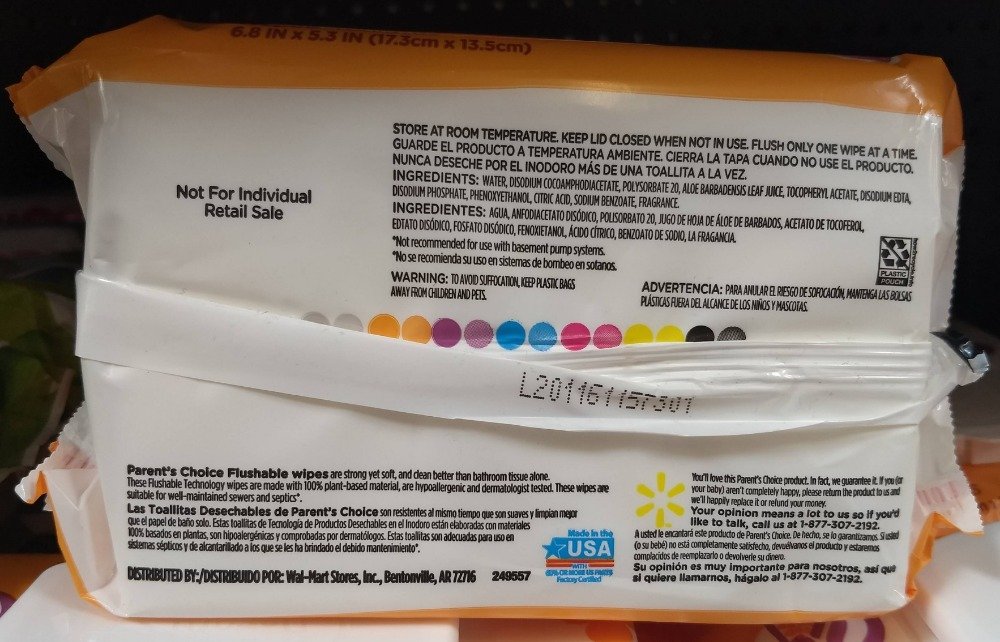 6.8 IN x 5.3 IN (17.3cm x 13.5cm)
Not For Individual
Retail Sale
STORE AT ROOM TEMPERATURE. KEEP LID CLOSED WHEN NOT IN USE. FLUSH ONLY ONE WIPE AT A TIME.
GUARDE EL PRODUCTO A TEMPERATURA AMBIENTE. CIERRA LA TAPA CUANDO NO USE EL PRODUCTO.
NUNCA DESECHE POR EL INODORO MÁS DE UNA TOALLITA A LA VEZ.
INGREDIENTS: WATER, DISODIUM COCOAMPHODIACETATE, POLYSORBATE 20, ALOE BARBADENSIS LEAF JUICE, TOCOPHERYL ACETATE, DISODIUM EDTA,
DISODIUM PHOSPHATE, PHENOXYETHANOL, CITRIC ACID, SODIUM BENZOATE, FRAGRANCE.
INGREDIENTES: AGUA, ANFODIACETATO DISÓDICO, POLISORBATO 20, JUGO DE HOJA DE ÁLOE DE BARBADOS, ACETATO DE TOCOFEROL,
EDTATO DISÓDICO, FOSFATO DISÓDICO, FENOXIETANOL, ÁCIDO CÍTRICO, BENZOATO DE SODIO, LA FRAGANCIA.
*Not recommended for use with basement pump systems.
*No se recomienda su uso en sistemas de bombeo en sotanos.
WARNING: TO AVOID SUFFOCATION, KEEP PLASTIC BAGS
AWAY FROM CHILDREN AND PETS.
ADVERTENCIA: PARA ANULAR EL RIESGO DE SOFOCACIÓN, MANTENGA LAS BOLSAS
PLÁSTICAS FUERA DEL ALCANCE DE LOS NIÑOS Y MASCOTAS.
PLASTIC
POUCH
L201161157301
Parent's Choice Flushable wipes are strong yet soft, and clean better than bathroom tissue alone.
These Flushable Technology wipes are made with 100% plant-based material, are hypoallergenic and dermatologist tested. These wipes are
suitable for well-maintained sewers and septics*.
Las Toallitas Desechables de Parent's Choice son resistentes al mismo tiempo que son suaves y limpian mejor
que el papel de baño solo. Estas toallitas de Tecnología de Productos Desechables en el Inodoro están elaboradas con materiales
100% basados en plantas, son hipoalergénicas y comprobadas por dermatólogos. Estas toallitas son adecuadas para uso en
sistemas sépticos y de alcantarillado a los que se les ha brindado el debido mantenimiento*.
DISTRIBUTED BY:/DISTRIBUIDO POR: Wal-Mart Stores, Inc., Bentonville, AR 72716 249557
Made in the
USA
WITH
Factory Certified
You'll love this Parent's Choice product. In fact, we guarantee it. If you (or
your baby) aren't completely happy, please return the product to us and
we'll happily replace it or refund your money.
Your opinion means a lot to us so if you'd
like to talk, call us at 1-877-307-2192.
A usted le encantará este producto de Parent's Choice. De hecho, se lo garantizamos. Si usted
(o su bebé) no está completamente satisfecho, devuélvanos el producto y estaremos
complacidos de reemplazarlo o devolverle su dinero.
Su opinión es muy importante para nosotros, así que
si quiere llamarnos, hágalo al 1-877-307-2192.